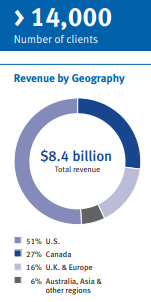 › 14,000
Number of clients
Revenue by Geography
$8.4 billion
Total revenue
51% U.S.
27% Canada
16% U.K. & Europe
6% Australia, Asia &
other regions